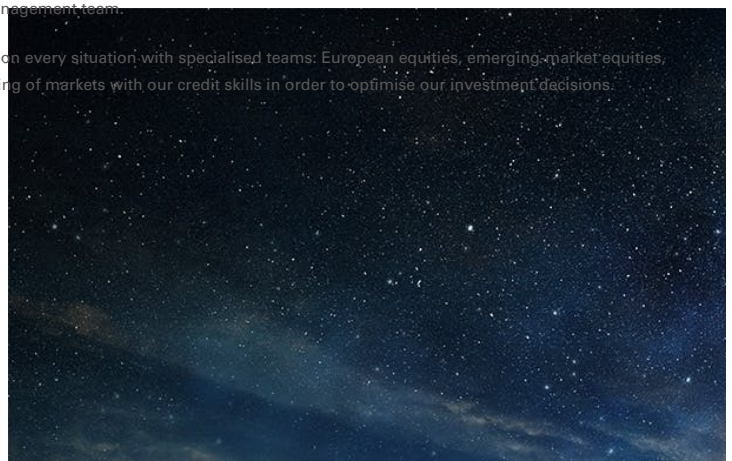 nagement team.
on every situation with specialised teams: European equities, emerging-market equities,
ing of markets with our credit skills in order to optimise our investment decisions.